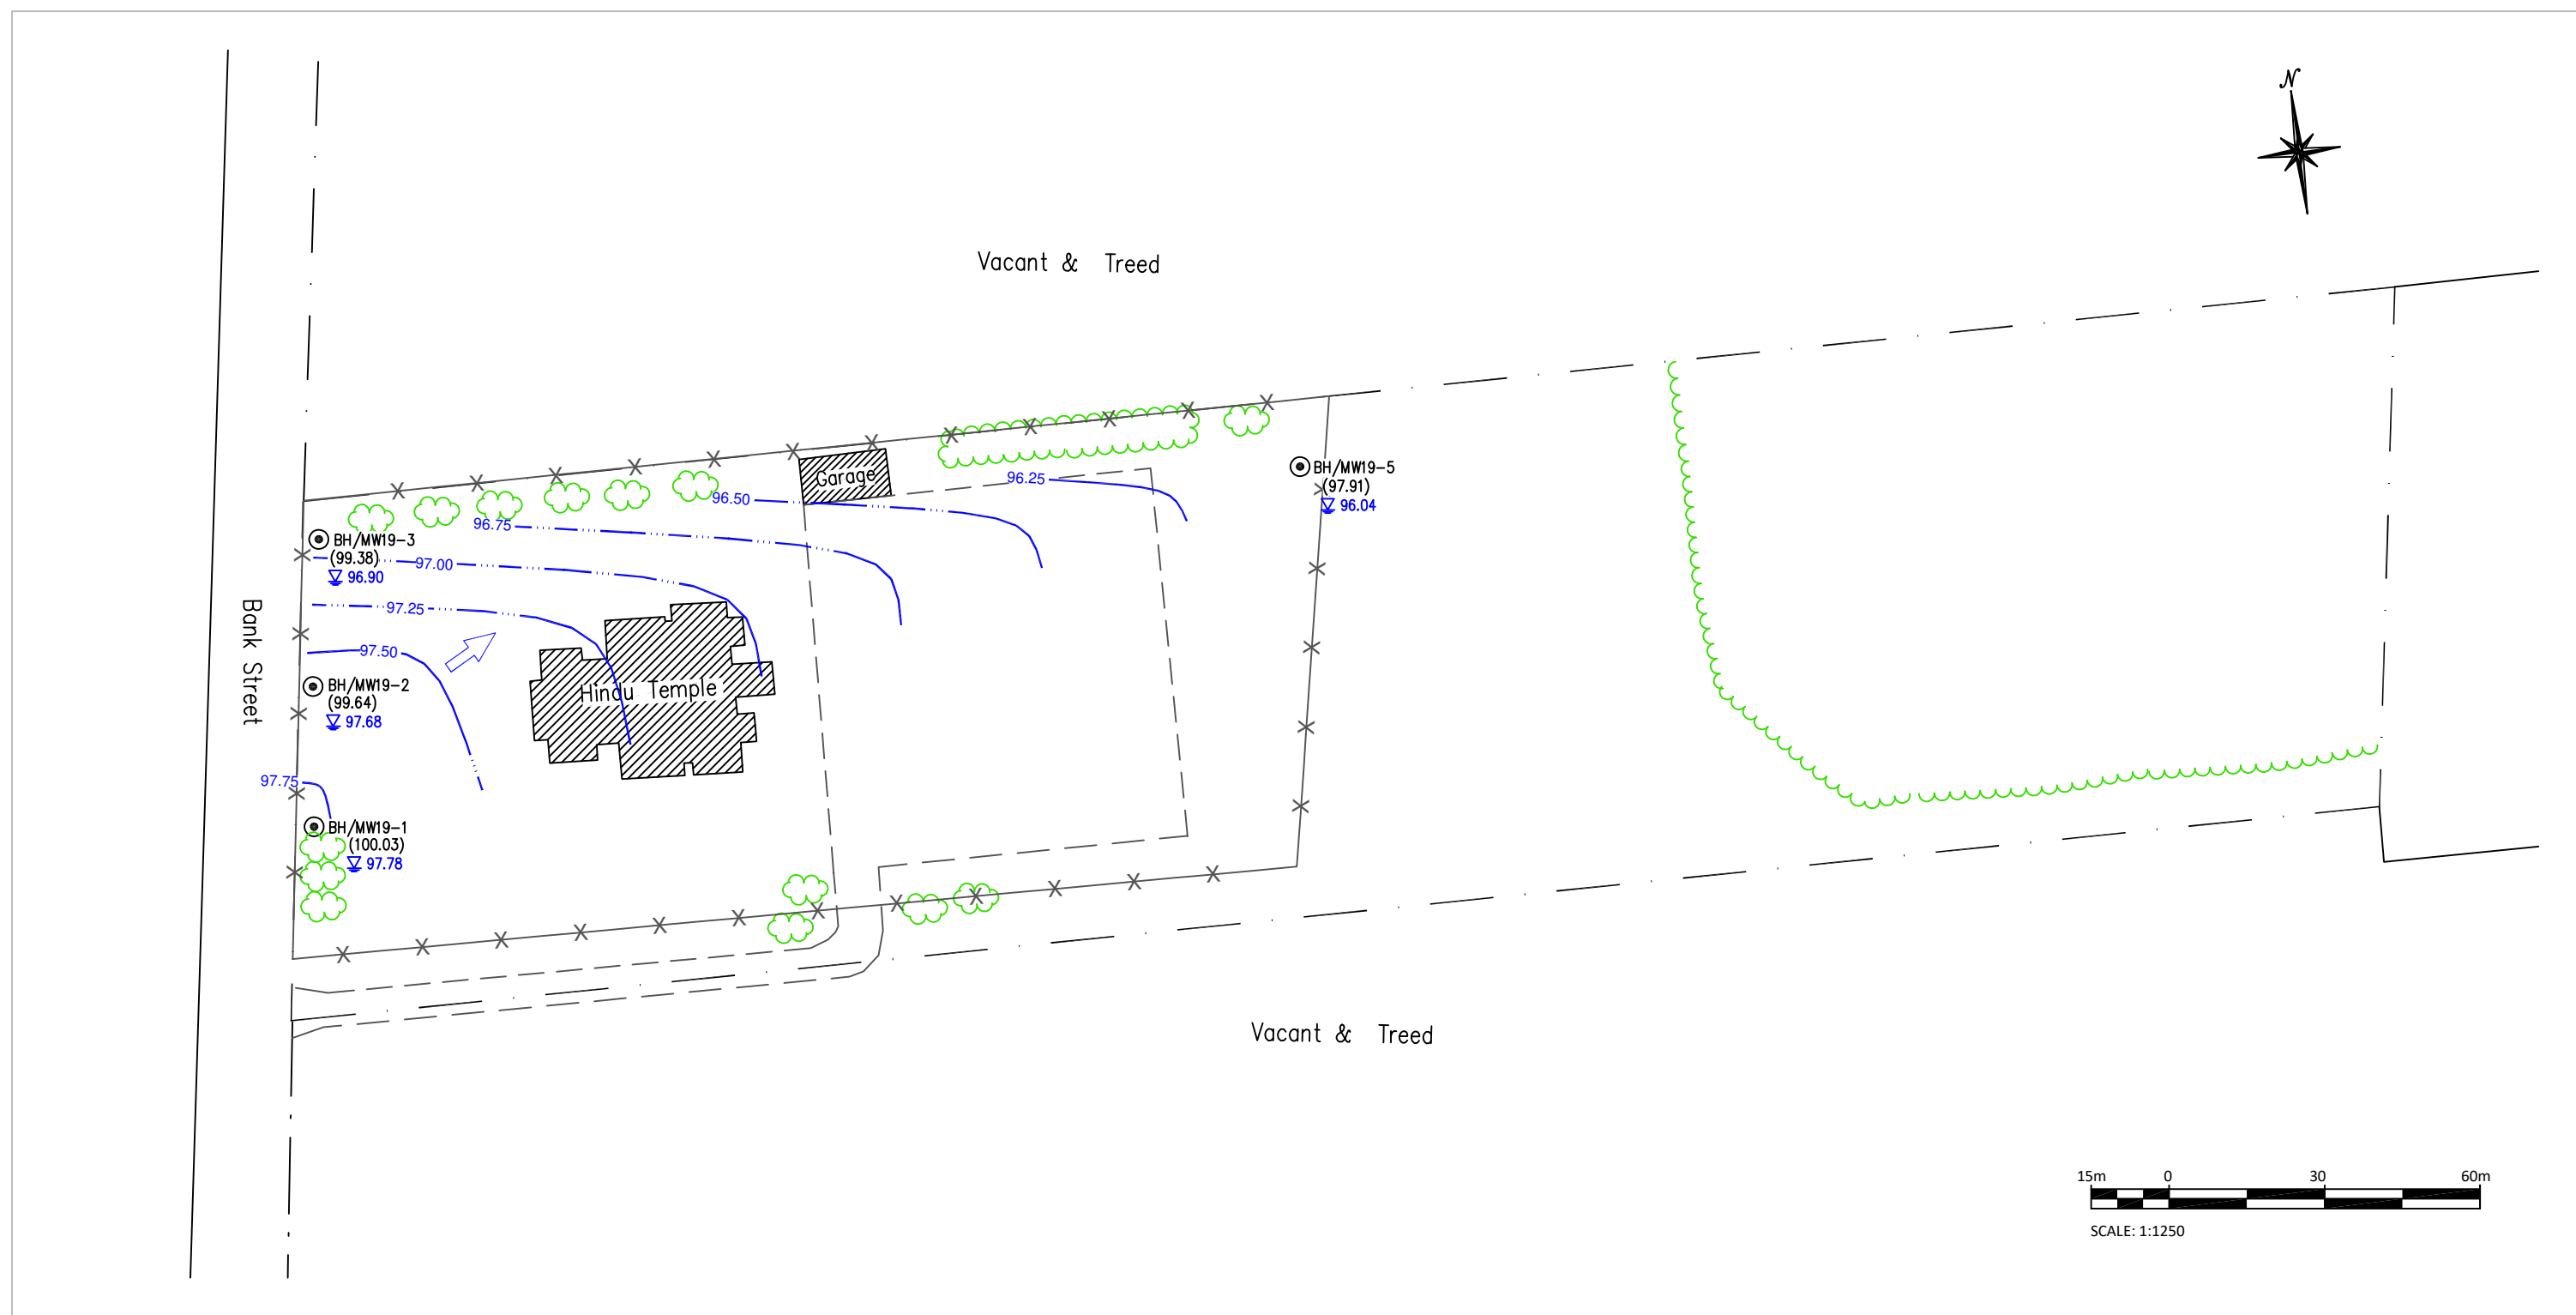 N
Vacant & Treed
Garage
96.25
BH/MW19-5
(97.91)
96.04
96.50
96.75
BH/MW19-3
(99.38)
96.90
97.00
97.25
Bank Street
97.50
BH/MW19-2
(99.64)
97.68
Hindu Temple
97.75
BH/MW19-1
(100.03)
97.78
Vacant & Treed
15m 0 30 60m
SCALE: 1:1250